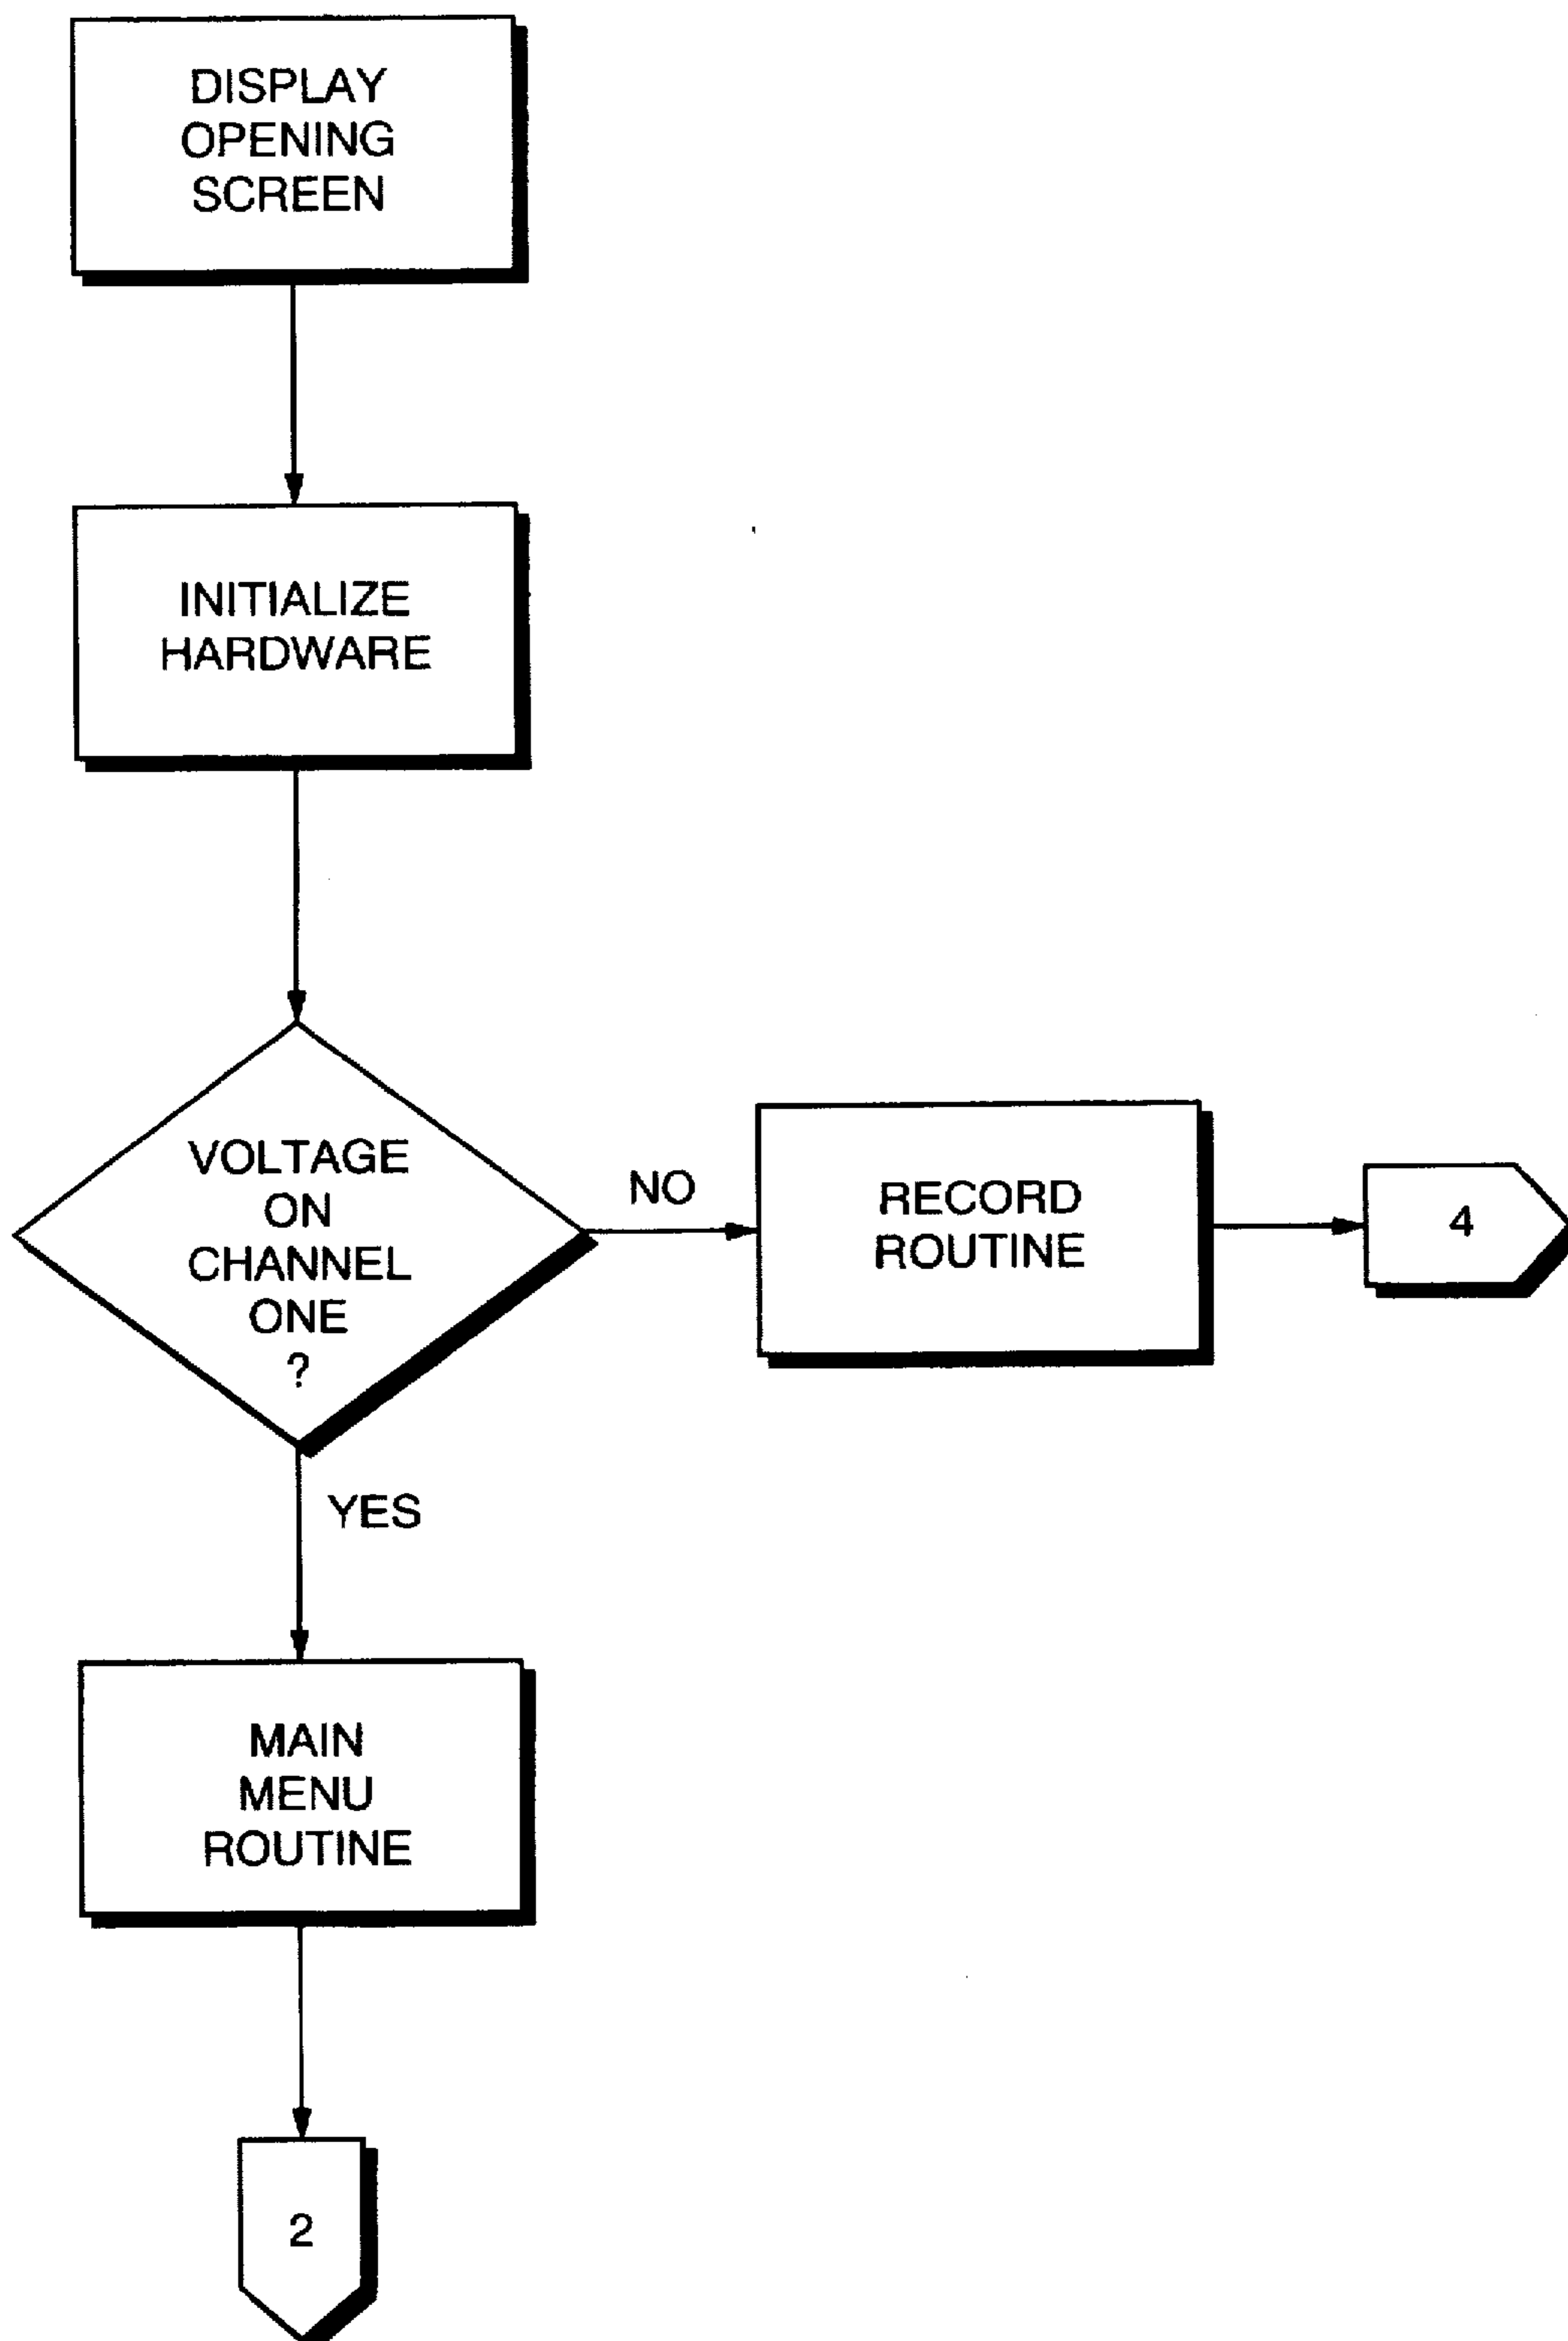 DISPLAY
OPENING
SCREEN
INITIALIZE
HARDWARE
VOLTAGE
ON
CHANNEL
ONE
?
NO
RECORD
ROUTINE
4
YES
MAIN
MENU
ROUTINE
2